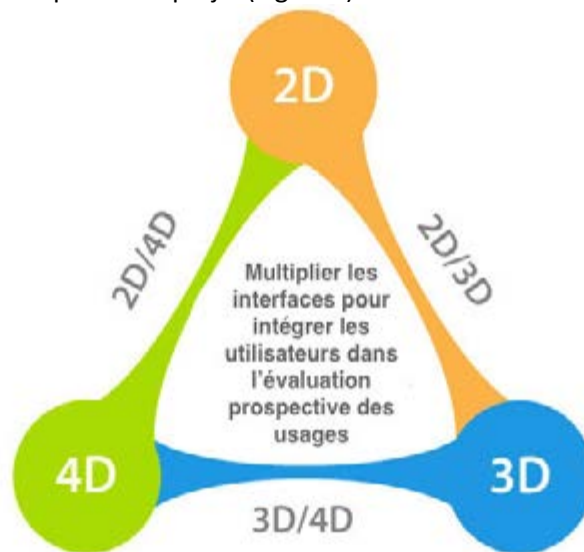 2D
2D/4D
2D/3D
Multiplier les
interfaces pour
intégrer les
utilisateurs dans
l'évaluation
prospective des
usages
4D
3D
3D/4D